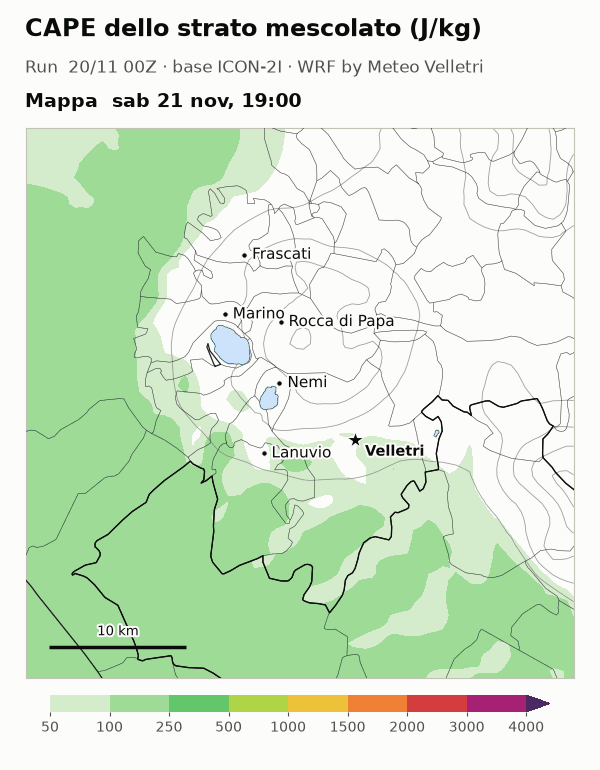 CAPE dello strato mescolato (J/kg)
Run  20/11 00Z · base ICON-2I · WRF by Meteo Velletri
Mappa  sab 21 nov, 19:00
Frascati
Marino
Rocca di Papa
Nemi
Velletri
Lanuvio
10 km
50 100 250 500 1000 1500 2000 3000 4000